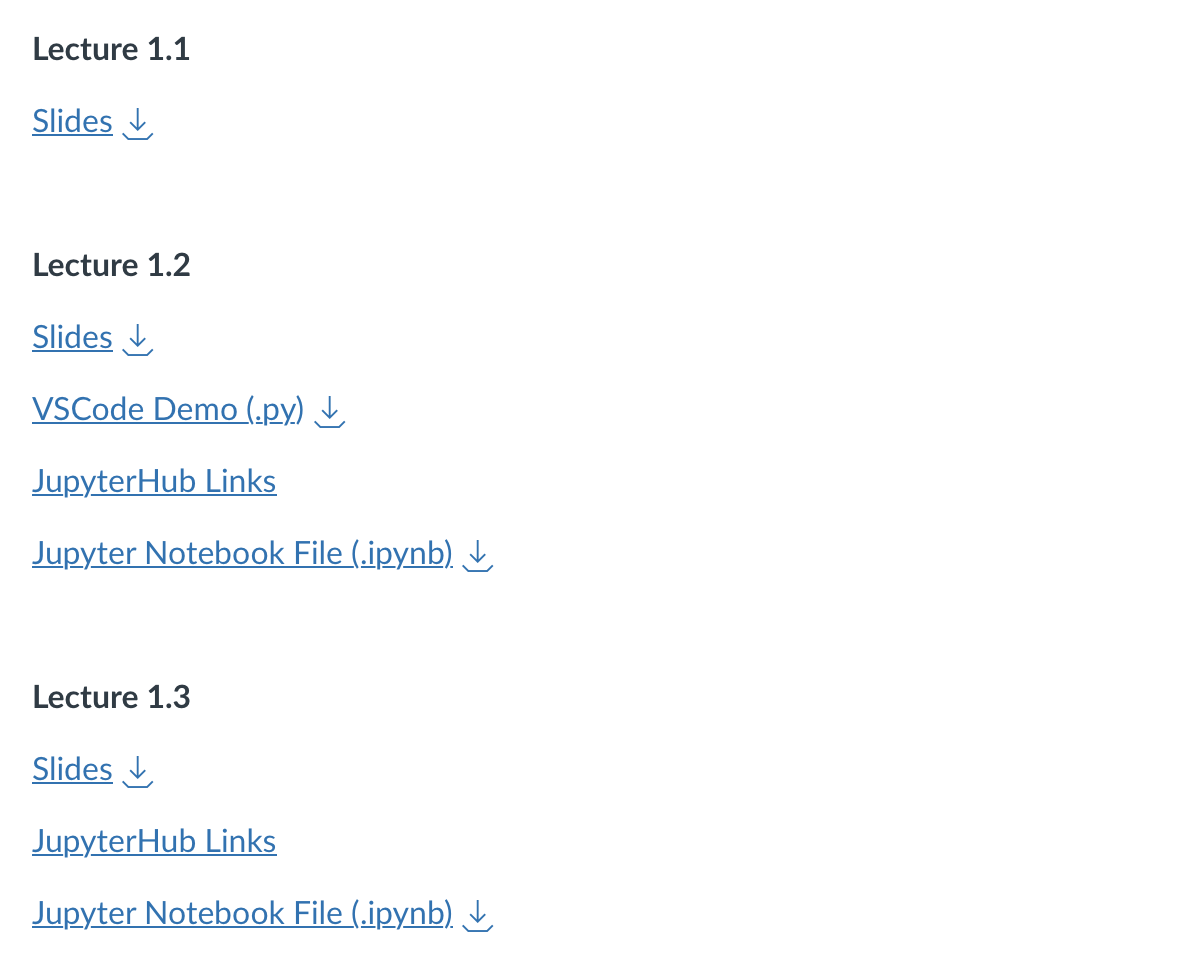 Lecture 1.1
Slides
Lecture 1.2
Slides
VSCode Demo (.py)
JupyterHub Links
Jupyter Notebook File (.ipynb)
Lecture 1.3
Slides
JupyterHub Links
Jupyter Notebook File (.ipynb)